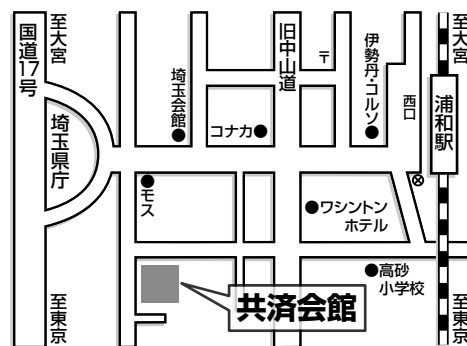 至大宮
国道17号
埼玉県庁
至東京
埼玉会館
コナカ
旧中山道
〒
伊勢丹・コルソ
西口
至大宮
浦和駅
モス
ワシントン
ホテル
高砂
小学校
共済会館
至東京